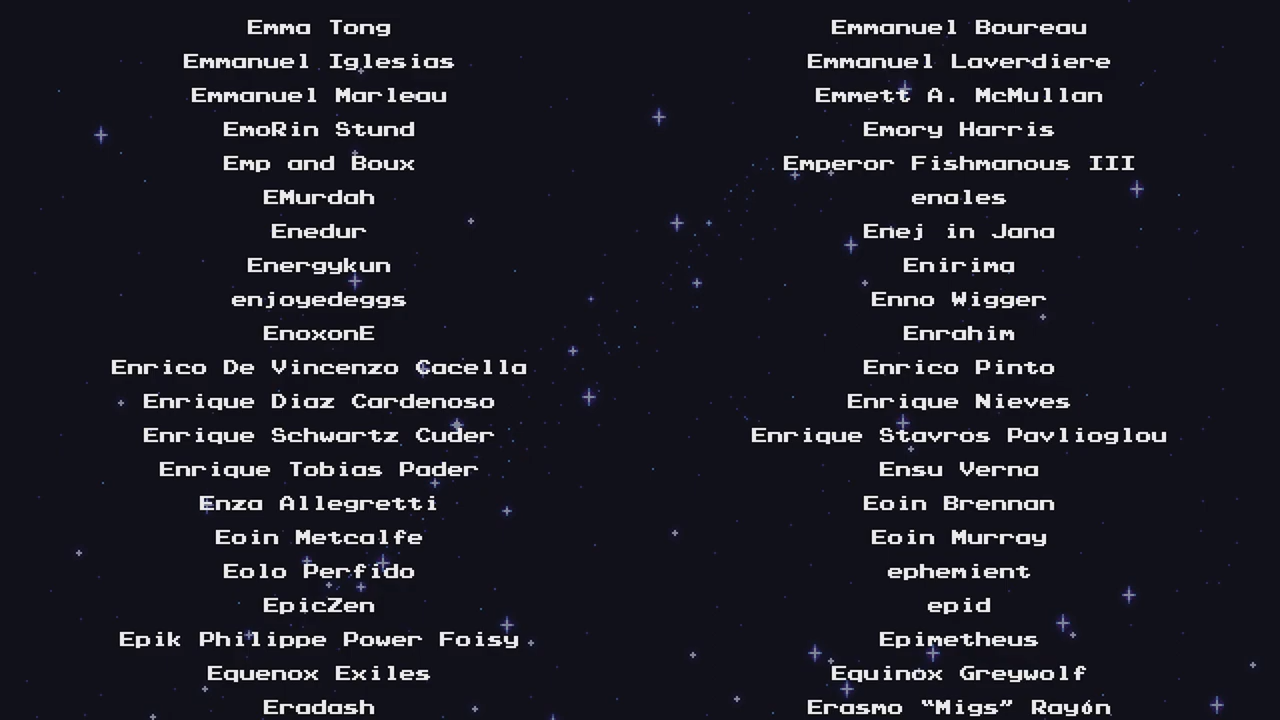 Emma Tong
Emmanuel Boureau
Emmanuel Iglesias
Emmanuel Laverdiere
Emmanuel Marleau
Emmett A. McMullan
EmoRin Stund
Emory Harris
Emp and Boux
Emperor Fishmanous III
EMurdah
enales
Enedur
Enej in Jana
Energykun
Enirima
enjoyedeggs
Enno Wigger
EnoxonE
Enrahim
Enrico De Vincenzo Cacella
Enrico Pinto
Enrique Diaz Cardenoso
Enrique Nieves
Enrique Schwartz Cuder
Enrique Stavros Pavlioglou
Enrique Tobias Pader
Ensu Verna
Enza Allegretti
Eoin Brennan
Eoin Metcalfe
Eoin Murray
Eolo Perfido
ephemient
EpicZen
epid
Epik Philippe Power Foisy
Epimetheus
Equenox Exiles
Equinox Greywolf
Eradash
Erasmo “Migs” Rayón